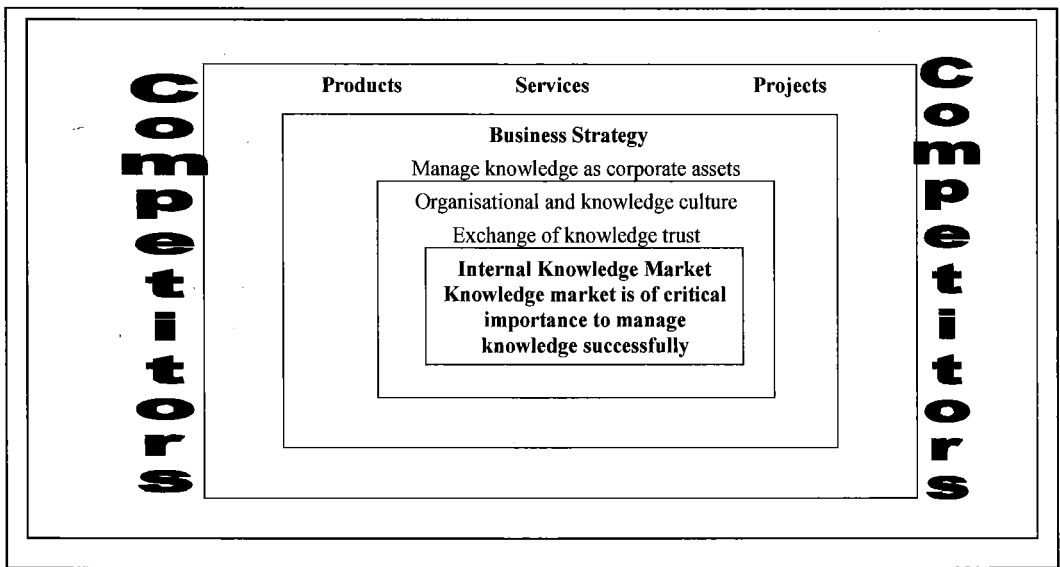 Competitors
Products Services Projects
Business Strategy
Manage knowledge as corporate assets
Organisational and knowledge culture
Exchange of knowledge trust
Internal Knowledge Market
Knowledge market is of critical
importance to manage
knowledge successfully
Competitors